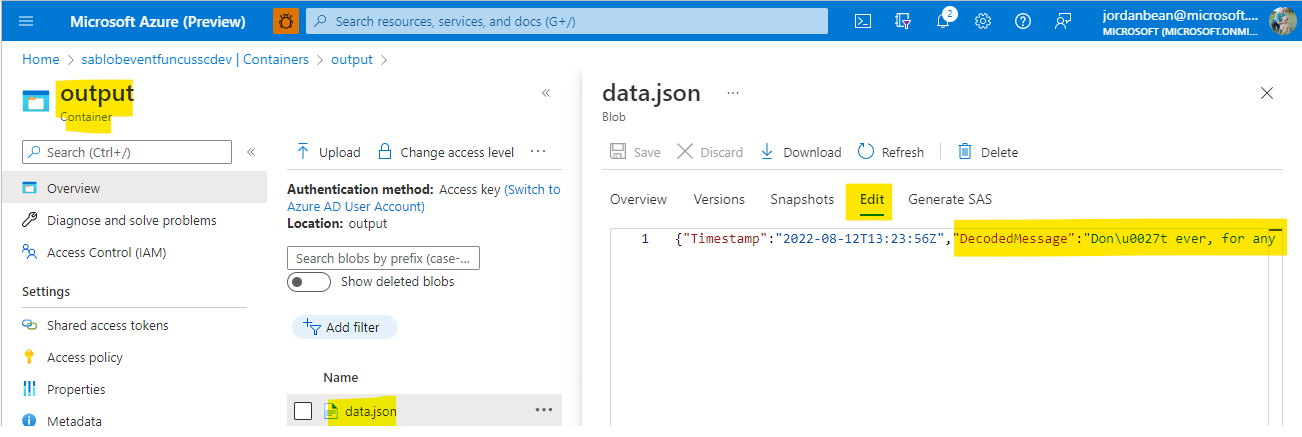 Microsoft Azure (Preview)
Search resources, services, and docs (G+/)
2
jordanbean@microsoft....
MICROSOFT (MICROSOFT.ONMI...
Home > sablobeventfuncusscdev | Containers > output >
output
Container
«
Search (Ctrl+/)
«
Overview
Diagnose and solve problems
Access Control (IAM)
Settings
Shared access tokens
Access policy
Properties
Metadata
Upload
Change access level
...
Authentication method: Access key (Switch to
Azure AD User Account)
Location: output
Search blobs by prefix (case-...
Show deleted blobs
Add filter
Name
data.json
...
data.json ...
Blob
Save
Discard
Download
Refresh
Delete
Overview
Versions
Snapshots
Edit
Generate SAS
1 {"Timestamp":"2022-08-12T13:23:56Z","DecodedMessage":"Don\u0027t ever, for any